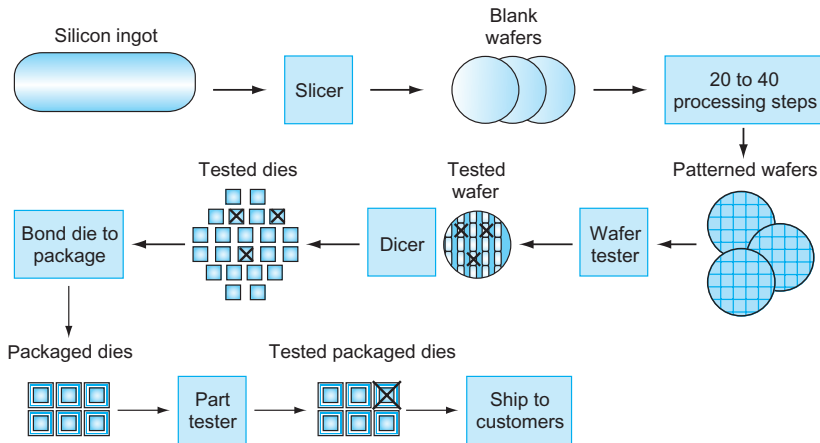 Silicon ingot
Slicer
Blank
wafers
20 to 40
processing steps
Patterned wafers
Wafer
tester
Tested
wafer
Dicer
Tested dies
Bond die to
package
Packaged dies
Part
tester
Tested packaged dies
Ship to
customers